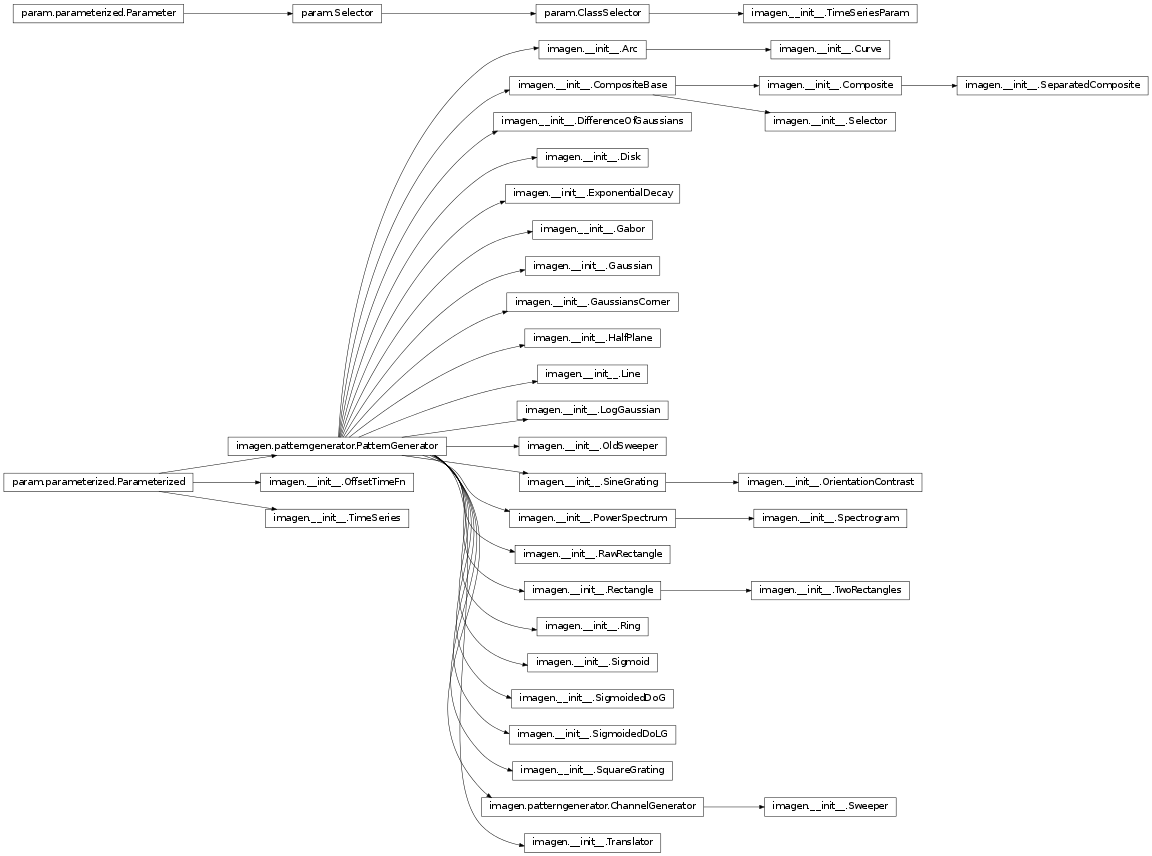 param.parameterized.Parameter
param.Selector
param.ClassSelector
imagen.__init__.TimeSeriesParam
imagen.__init__.Arc
imagen.__init__.Curve
imagen.__init__.CompositeBase
imagen.__init__.Composite
imagen.__init__.SeparatedComposite
imagen.__init__.DifferenceOfGaussians
imagen.__init__.Selector
imagen.__init__.Disk
imagen.__init__.ExponentialDecay
imagen.__init__.Gabor
imagen.__init__.Gaussian
imagen.__init__.GaussiansCorner
imagen.__init__.HalfPlane
imagen.__init__.Line
imagen.__init__.LogGaussian
imagen.patterngenerator.PatternGenerator
imagen.__init__.OldSweeper
param.parameterized.Parameterized
imagen.__init__.OffsetTimeFn
imagen.__init__.SineGrating
imagen.__init__.OrientationContrast
imagen.__init__.TimeSeries
imagen.__init__.PowerSpectrum
imagen.__init__.Spectrogram
imagen.__init__.RawRectangle
imagen.__init__.Rectangle
imagen.__init__.TwoRectangles
imagen.__init__.Ring
imagen.__init__.Sigmoid
imagen.__init__.SigmoidedDoG
imagen.__init__.SigmoidedDoLG
imagen.__init__.SquareGrating
imagen.patterngenerator.ChannelGenerator
imagen.__init__.Sweeper
imagen.__init__.Translator